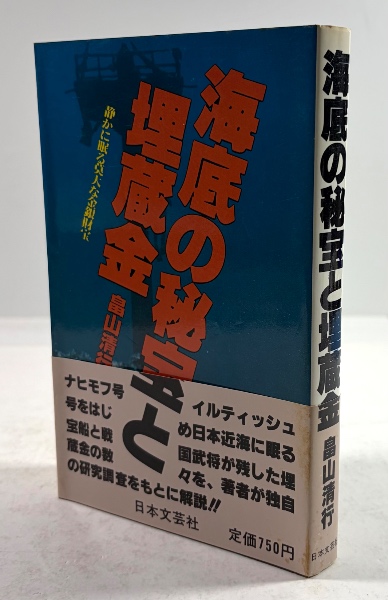 海底の秘宝と
埋蔵金
静かに眠る莫大な金銀財宝
畠山清行
ナヒモフ号 イルティッシュ
号をはじめ日本近海に眠る
宝船と戦国武将が残した埋
蔵金の数々を、著者が独自
の研究調査をもとに解説!!
日本文芸社
定価750円
海底の秘宝と埋蔵金
畠山清行
日本文芸社